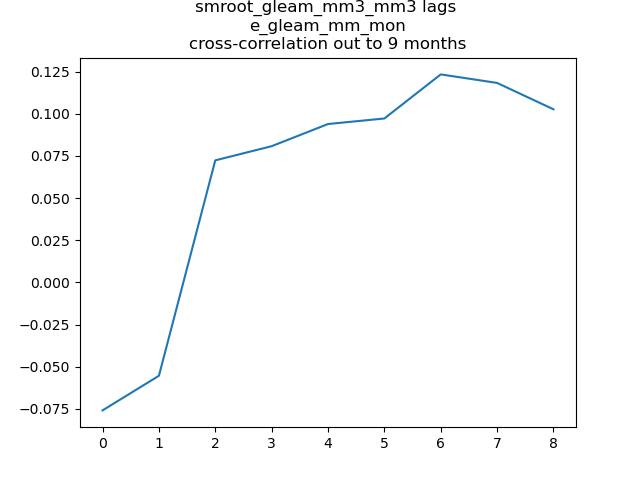 smroot_gleam_mm3_mm3 lags
e_gleam_mm_mon
cross-correlation out to 9 months
0.125
0.100
0.075
0.050
0.025
0.000
−0.025
−0.050
−0.075
0 1 2 3 4 5 6 7 8